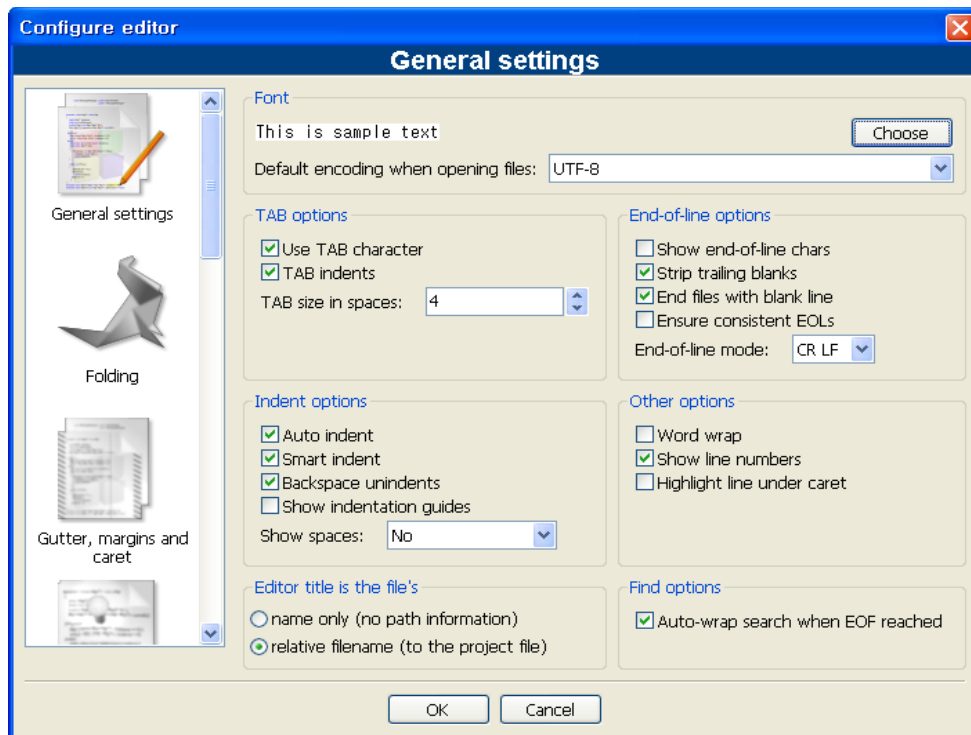 Configure editor
General settings
General settings
Folding
Gutter, margins and
caret
Font
This is sample text
Choose
Default encoding when opening files: UTF-8
TAB options
Use TAB character
TAB indents
TAB size in spaces: 4
End-of-line options
Show end-of-line chars
Strip trailing blanks
End files with blank line
Ensure consistent EOLs
End-of-line mode: CR LF
Indent options
Auto indent
Smart indent
Backspace unindents
Show indentation guides
Show spaces: No
Other options
Word wrap
Show line numbers
Highlight line under caret
Editor title is the file's
name only (no path information)
relative filename (to the project file)
Find options
Auto-wrap search when EOF reached
OK
Cancel